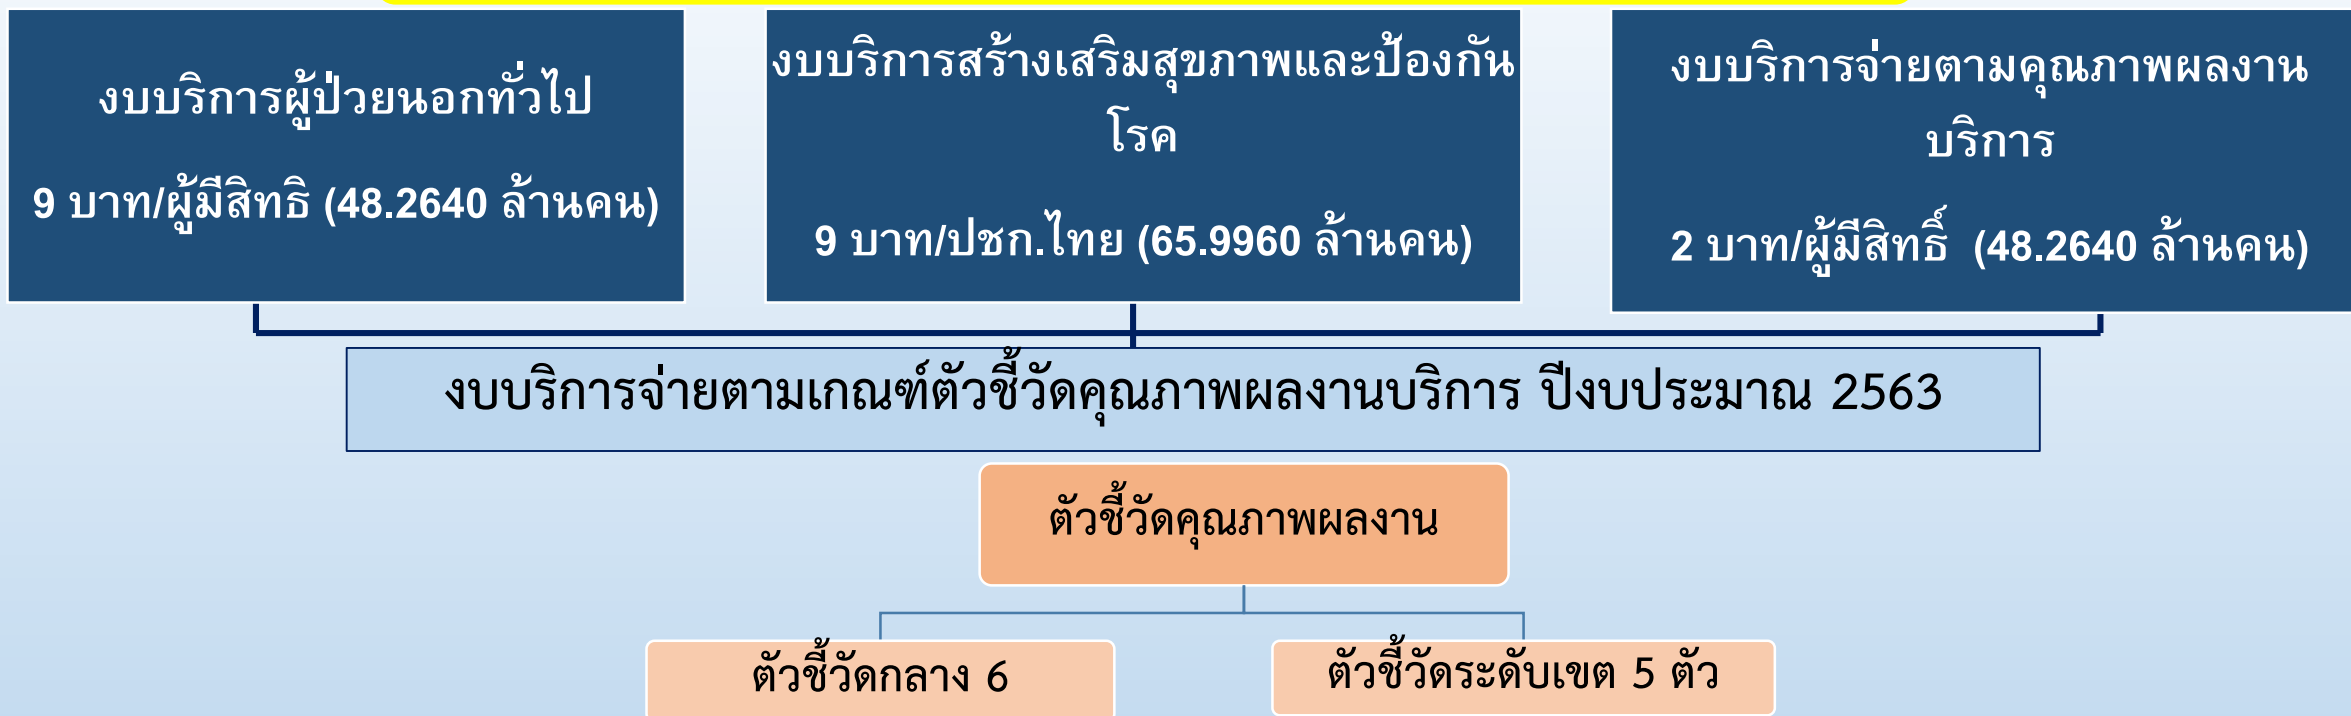 งบบริการผู้ป่วยนอกทั่วไป
9 บาท/ผู้มีสิทธิ (48.2640 ล้านคน)
งบบริการสร้างเสริมสุขภาพและป้องกัน
โรค
9 บาท/ปชก.ไทย (65.9960 ล้านคน)
งบบริการจ่ายตามคุณภาพผลงาน
บริการ
2 บาท/ผู้มีสิทธิ์ (48.2640 ล้านคน)
งบบริการจ่ายตามเกณฑ์ตัวชี้วัดคุณภาพผลงานบริการ ปีงบประมาณ 2563
ตัวชี้วัดคุณภาพผลงาน
ตัวชี้วัดกลาง 6
ตัวชี้วัดระดับเขต 5 ตัว